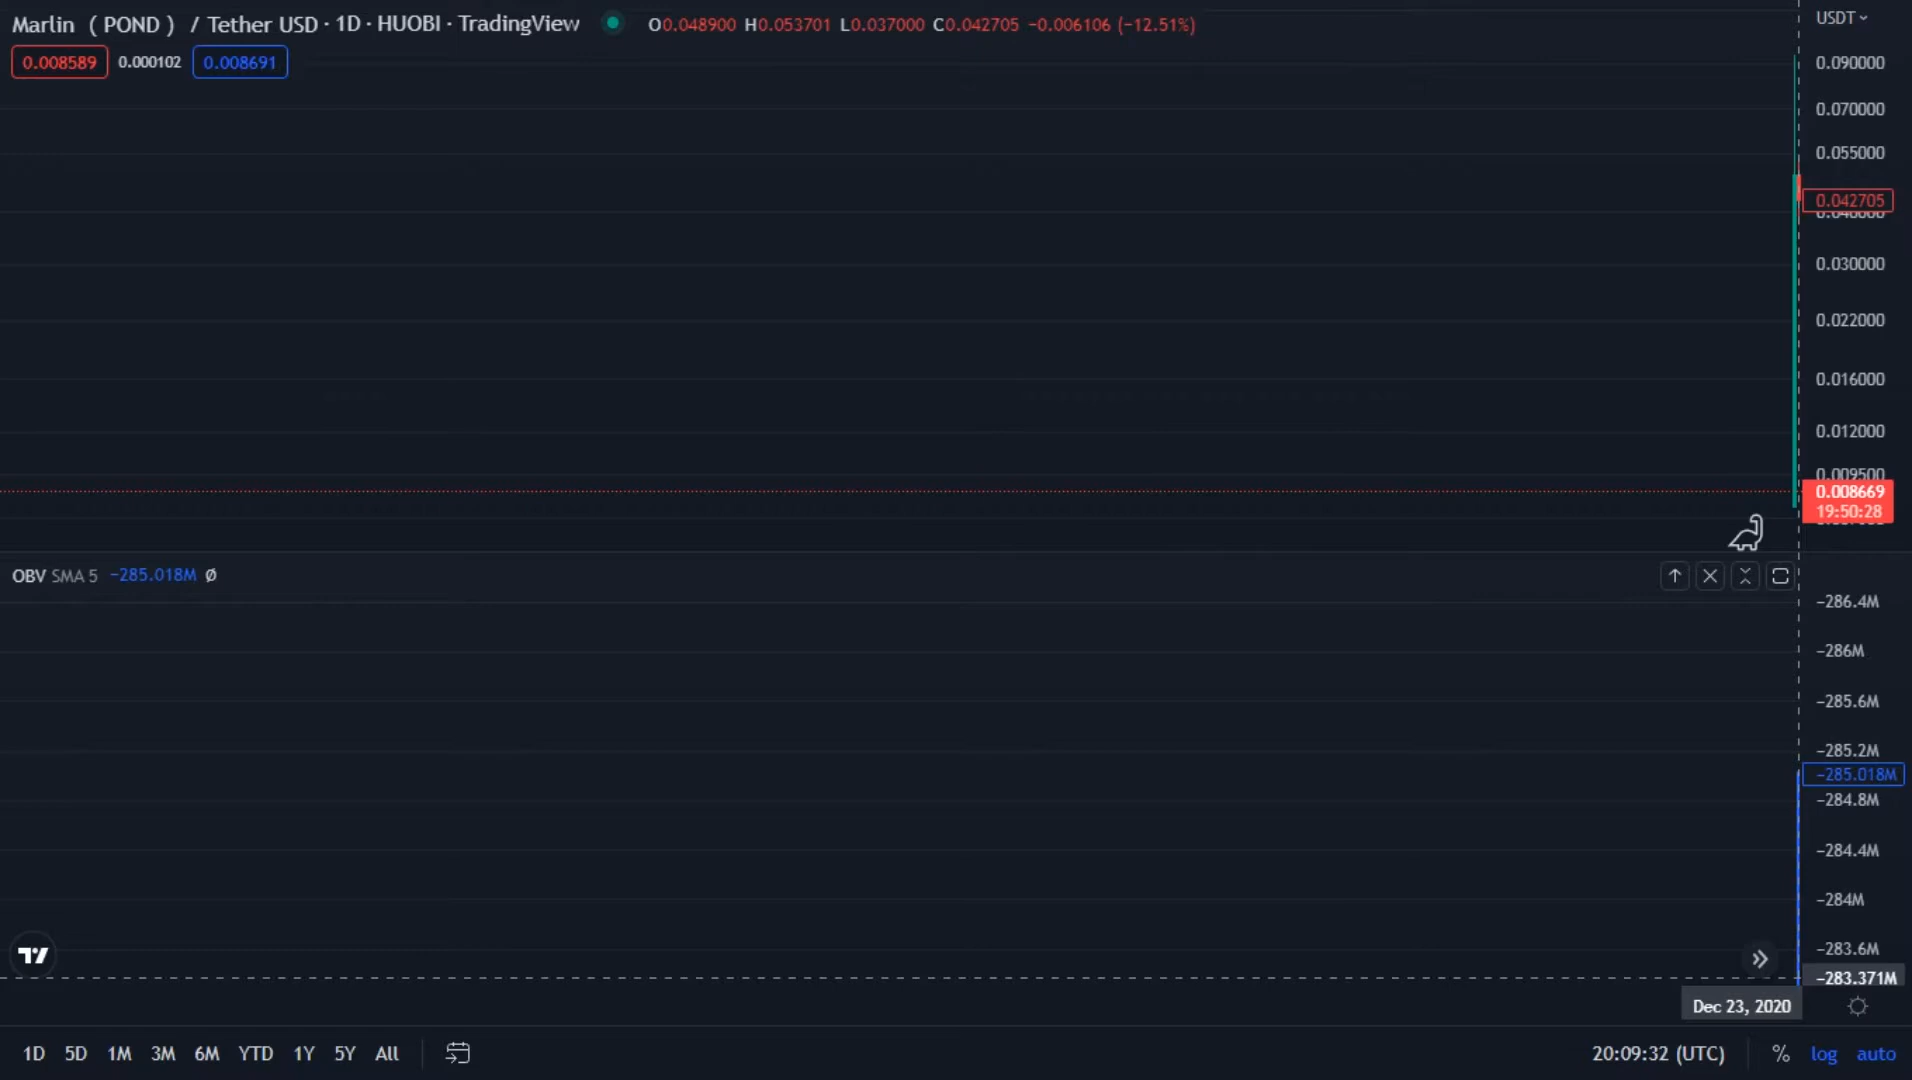 Marlin ( POND ) / Tether USD · 1D · HUOBI · TradingView O0.048900 H0.053701 L0.037000 C0.042705 −0.006106 (−12.51%)
USDT
0.008589 0.000102 0.008691
0.090000
0.070000
0.055000
0.042705
0.030000
0.022000
0.016000
0.012000
0.009500
0.008669
19:50:28
OBV SMA 5 −285.018M Ø
−286.4M
−286M
−285.6M
−285.2M
−285.018M
−284.8M
−284.4M
−284M
−283.6M
−283.371M
Dec 23, 2020
1D 5D 1M 3M 6M YTD 1Y 5Y All 20:09:32 (UTC) % log auto